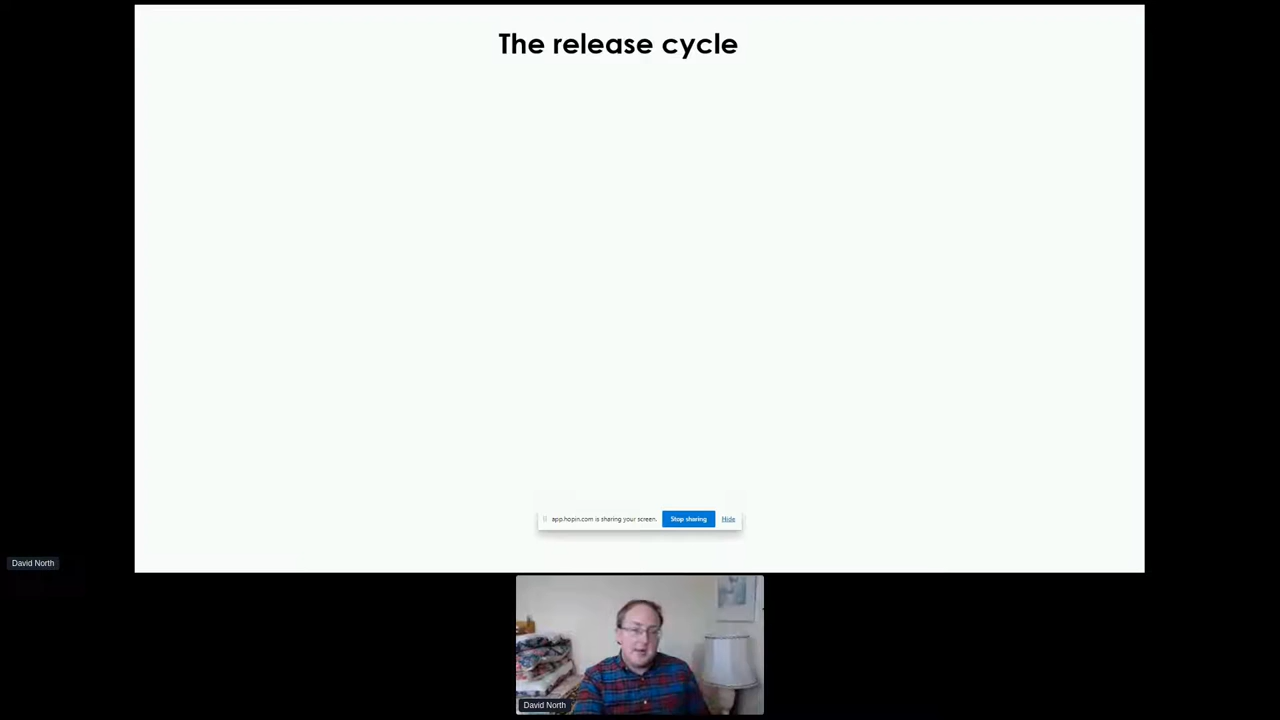 The release cycle
app.hopin.com is sharing your screen. Stop sharing Hide
David North
David North